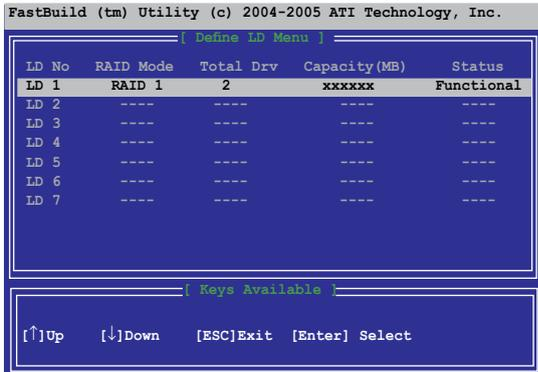 FastBuild (tm) Utility (c) 2004-2005 ATI Technology, Inc.
[ Define LD Menu ]
LD No RAID Mode Total Drv Capacity(MB) Status
LD 1 RAID 1 2 xxxxxx Functional
LD 2 ---- ---- ---- ----
LD 3 ---- ---- ---- ----
LD 4 ---- ---- ---- ----
LD 5 ---- ---- ---- ----
LD 6 ---- ---- ---- ----
LD 7 ---- ---- ---- ----
[ Keys Available ]
[↑]Up [↓]Down [ESC]Exit [Enter] Select